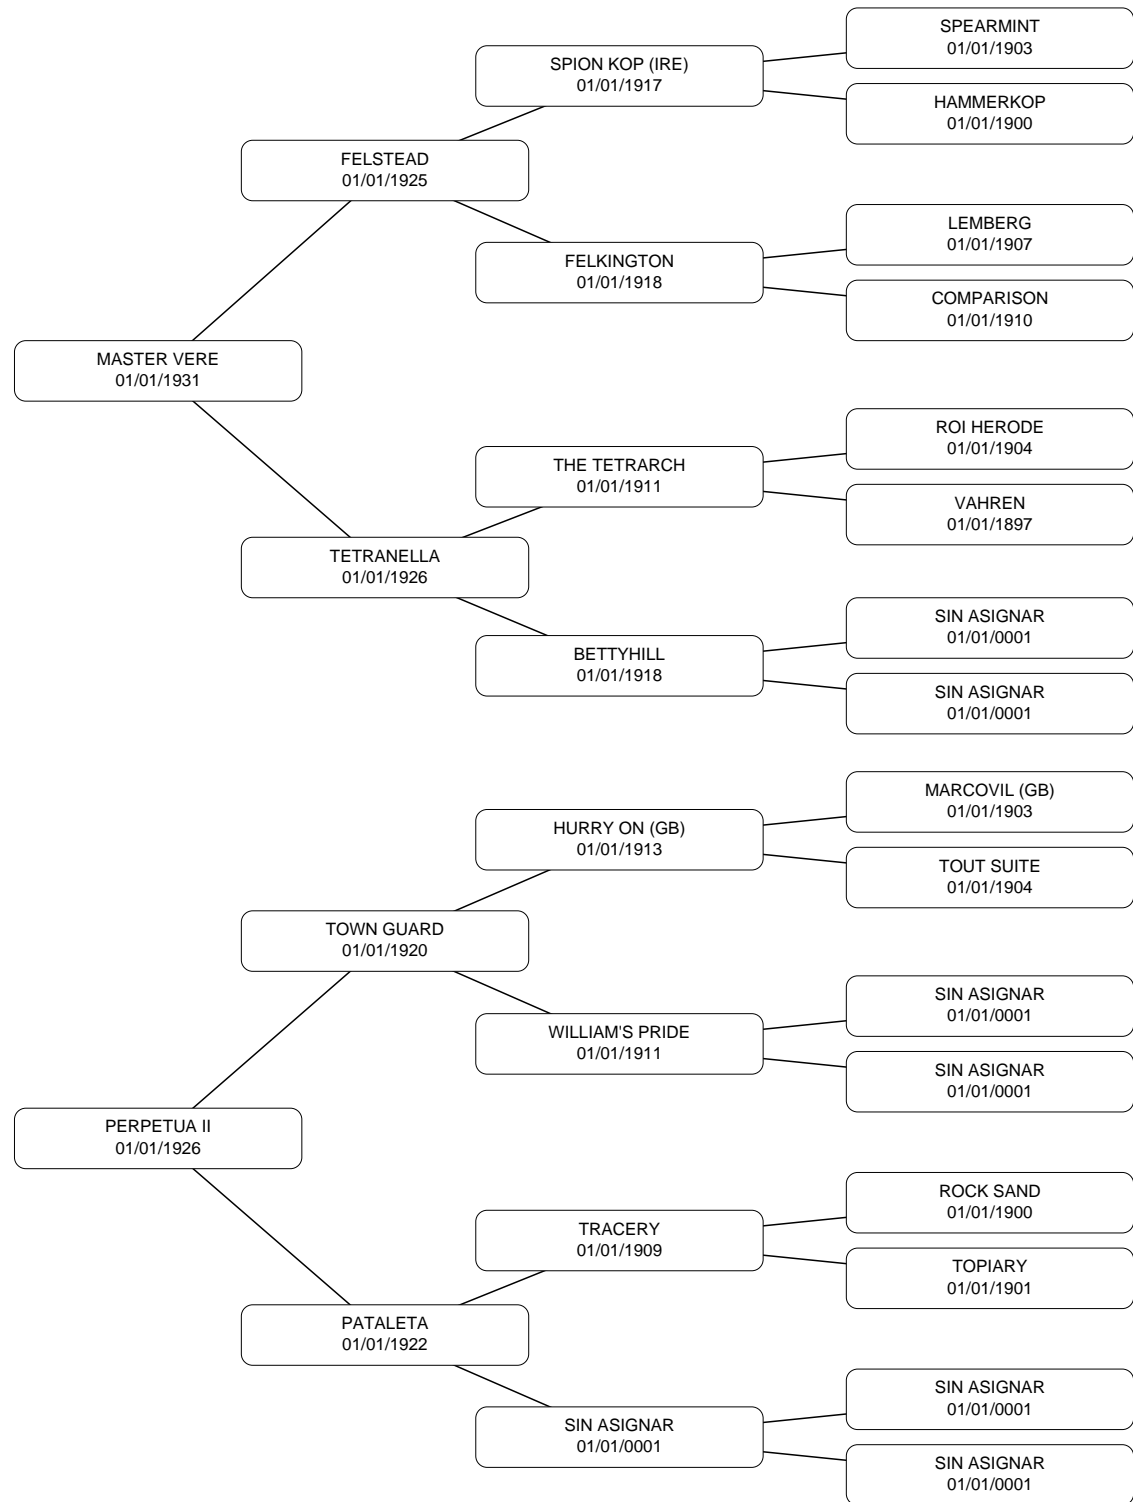 SPEARMINT
01/01/1903
SPION KOP (IRE)
01/01/1917
HAMMERKOP
01/01/1900
FELSTEAD
01/01/1925
LEMBERG
01/01/1907
FELKINGTON
01/01/1918
COMPARISON
01/01/1910
MASTER VERE
01/01/1931
ROI HERODE
01/01/1904
THE TETRARCH
01/01/1911
VAHREN
01/01/1897
TETRANELLA
01/01/1926
SIN ASIGNAR
01/01/0001
BETTYHILL
01/01/1918
SIN ASIGNAR
01/01/0001
MARCOVIL (GB)
01/01/1903
HURRY ON (GB)
01/01/1913
TOUT SUITE
01/01/1904
TOWN GUARD
01/01/1920
SIN ASIGNAR
01/01/0001
WILLIAM'S PRIDE
01/01/1911
SIN ASIGNAR
01/01/0001
PERPETUA II
01/01/1926
ROCK SAND
01/01/1900
TRACERY
01/01/1909
TOPIARY
01/01/1901
PATALETA
01/01/1922
SIN ASIGNAR
01/01/0001
SIN ASIGNAR
01/01/0001
SIN ASIGNAR
01/01/0001